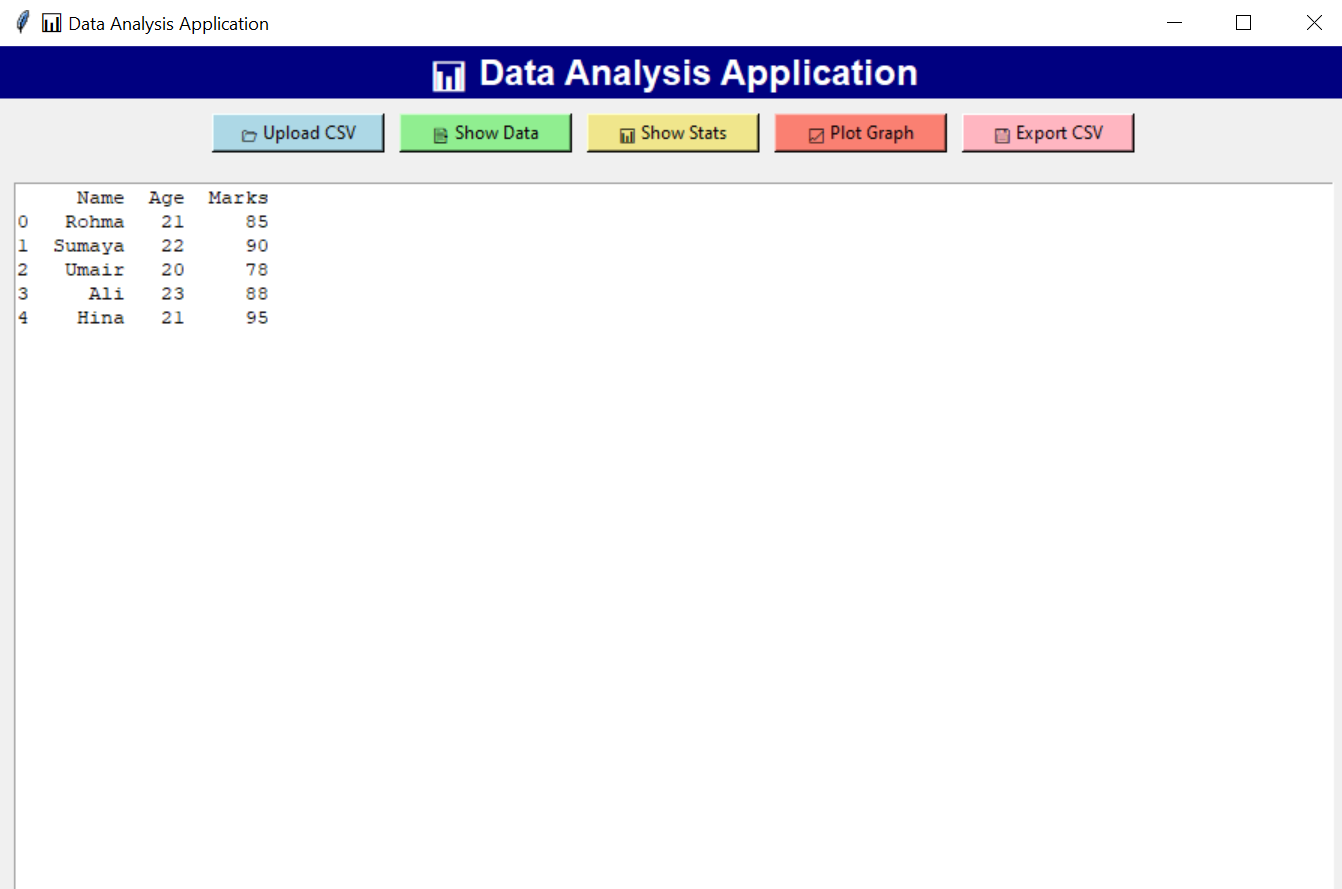 Data Analysis Application
Data Analysis Application
Upload CSV Show Data Show Stats Plot Graph Export CSV
Name Age Marks
0 Rohma 21 85
1 Sumaya 22 90
2 Umair 20 78
3 Ali 23 88
4 Hina 21 95